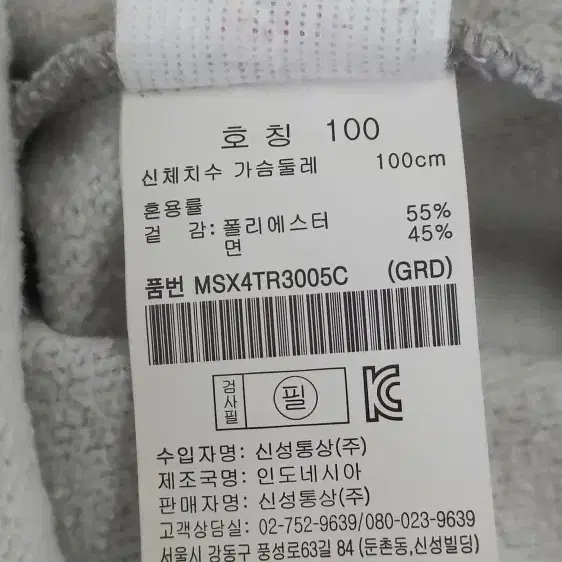 호 칭 100
신체치수 가슴둘레 100cm
혼용률
겉 감: 폴리에스터 55%
면 45%
품번 MSX4TR3005C (GRD)
검사필 필
수입자명: 신성통상(주)
제조국명: 인도네시아
판매자명: 신성통상(주)
고객상담실: 02-752-9639/080-023-9639
서울시 강동구 풍성로63길 84 (둔촌동,신성빌딩)